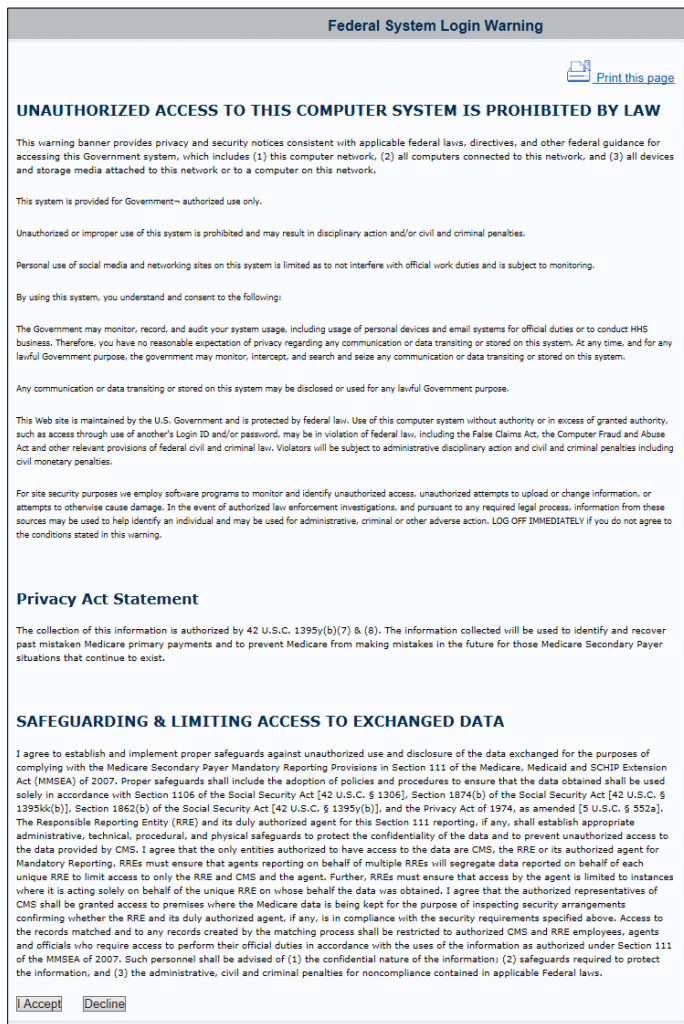 Federal System Login Warning
Print this page
UNAUTHORIZED ACCESS TO THIS COMPUTER SYSTEM IS PROHIBITED BY LAW
This warning banner provides privacy and security notices consistent with applicable federal laws, directives, and other federal guidance for
accessing this Government system, which includes (1) this computer network, (2) all computers connected to this network, and (3) all devices
and storage media attached to this network or to a computer on this network.
This system is provided for Government¬ authorized use only.
Unauthorized or improper use of this system is prohibited and may result in disciplinary action and/or civil and criminal penalties.
Personal use of social media and networking sites on this system is limited as to not interfere with official work duties and is subject to monitoring.
By using this system, you understand and consent to the following:
The Government may monitor, record, and audit your system usage, including usage of personal devices and email systems for official duties or to conduct HHS
business. Therefore, you have no reasonable expectation of privacy regarding any communication or data transiting or stored on this system. At any time, and for any
lawful Government purpose, the government may monitor, intercept, and search and seize any communication or data transiting or stored on this system.
Any communication or data transiting or stored on this system may be disclosed or used for any lawful Government purpose.
This Web site is maintained by the U.S. Government and is protected by federal law. Use of this computer system without authority or in excess of granted authority,
such as access through use of another's Login ID and/or password, may be in violation of federal law, including the False Claims Act, the Computer Fraud and Abuse
Act and other relevant provisions of federal civil and criminal law. Violators will be subject to administrative disciplinary action and civil and criminal penalties including
civil monetary penalties.
For site security purposes we employ software programs to monitor and identify unauthorized access, unauthorized attempts to upload or change information, or
attempts to otherwise cause damage. In the event of authorized law enforcement investigations, and pursuant to any required legal process, information from these
sources may be used to help identify an individual and may be used for administrative, criminal or other adverse action. LOG OFF IMMEDIATELY if you do not agree to
the conditions stated in this warning.
Privacy Act Statement
The collection of this information is authorized by 42 U.S.C. 1395y(b)(7) & (8). The information collected will be used to identify and recover
past mistaken Medicare primary payments and to prevent Medicare from making mistakes in the future for those Medicare Secondary Payer
situations that continue to exist.
SAFEGUARDING & LIMITING ACCESS TO EXCHANGED DATA
I agree to establish and implement proper safeguards against unauthorized use and disclosure of the data exchanged for the purposes of
complying with the Medicare Secondary Payer Mandatory Reporting Provisions in Section 111 of the Medicare, Medicaid and SCHIP Extension
Act (MMSEA) of 2007. Proper safeguards shall include the adoption of policies and procedures to ensure that the data obtained shall be used
solely in accordance with Section 1106 of the Social Security Act [42 U.S.C. § 1306], Section 1874(b) of the Social Security Act [42 U.S.C. §
1395kk(b)], Section 1862(b) of the Social Security Act [42 U.S.C. § 1395y(b)], and the Privacy Act of 1974, as amended [5 U.S.C. § 552a].
The Responsible Reporting Entity (RRE) and its duly authorized agent for this Section 111 reporting, if any, shall establish appropriate
administrative, technical, procedural, and physical safeguards to protect the confidentiality of the data and to prevent unauthorized access to
the data provided by CMS. I agree that the only entities authorized to have access to the data are CMS, the RRE or its authorized agent for
Mandatory Reporting. RREs must ensure that agents reporting on behalf of multiple RREs will segregate data reported on behalf of each
unique RRE to limit access to only the RRE and CMS and the agent. Further, RREs must ensure that access by the agent is limited to instances
where it is acting solely on behalf of the unique RRE on whose behalf the data was obtained. I agree that the authorized representatives of
CMS shall be granted access to premises where the Medicare data is being kept for the purpose of inspecting security arrangements
confirming whether the RRE and its duly authorized agent, if any, is in compliance with the security requirements specified above. Access to
the records matched and to any records created by the matching process shall be restricted to authorized CMS and RRE employees, agents
and officials who require access to perform their official duties in accordance with the uses of the information as authorized under Section 111
of the MMSEA of 2007. Such personnel shall be advised of (1) the confidential nature of the information; (2) safeguards required to protect
the information, and (3) the administrative, civil and criminal penalties for noncompliance contained in applicable Federal laws.
I Accept Decline